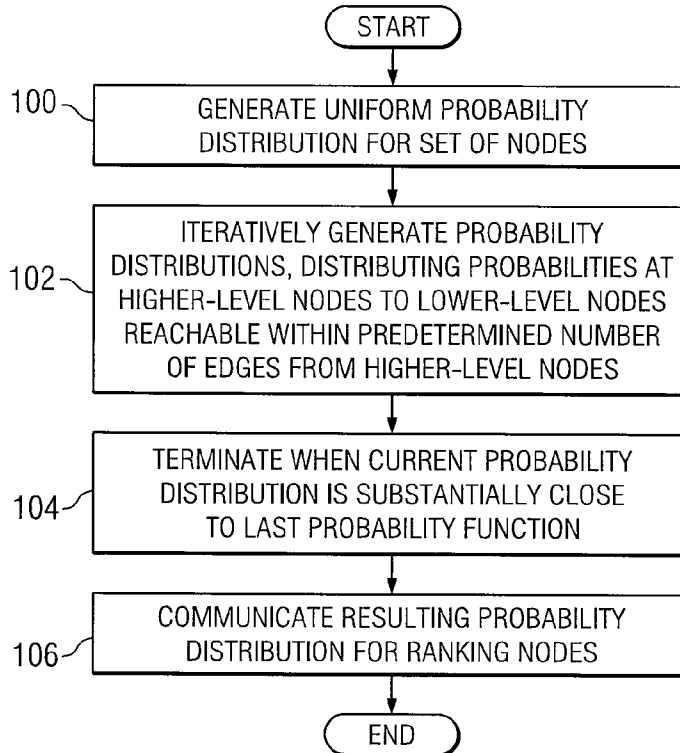 START
100
GENERATE UNIFORM PROBABILITY
DISTRIBUTION FOR SET OF NODES
102
ITERATIVELY GENERATE PROBABILITY
DISTRIBUTIONS, DISTRIBUTING PROBABILITIES AT
HIGHER-LEVEL NODES TO LOWER-LEVEL NODES
REACHABLE WITHIN PREDETERMINED NUMBER
OF EDGES FROM HIGHER-LEVEL NODES
104
TERMINATE WHEN CURRENT PROBABILITY
DISTRIBUTION IS SUBSTANTIALLY CLOSE
TO LAST PROBABILITY FUNCTION
106
COMMUNICATE RESULTING PROBABILITY
DISTRIBUTION FOR RANKING NODES
END